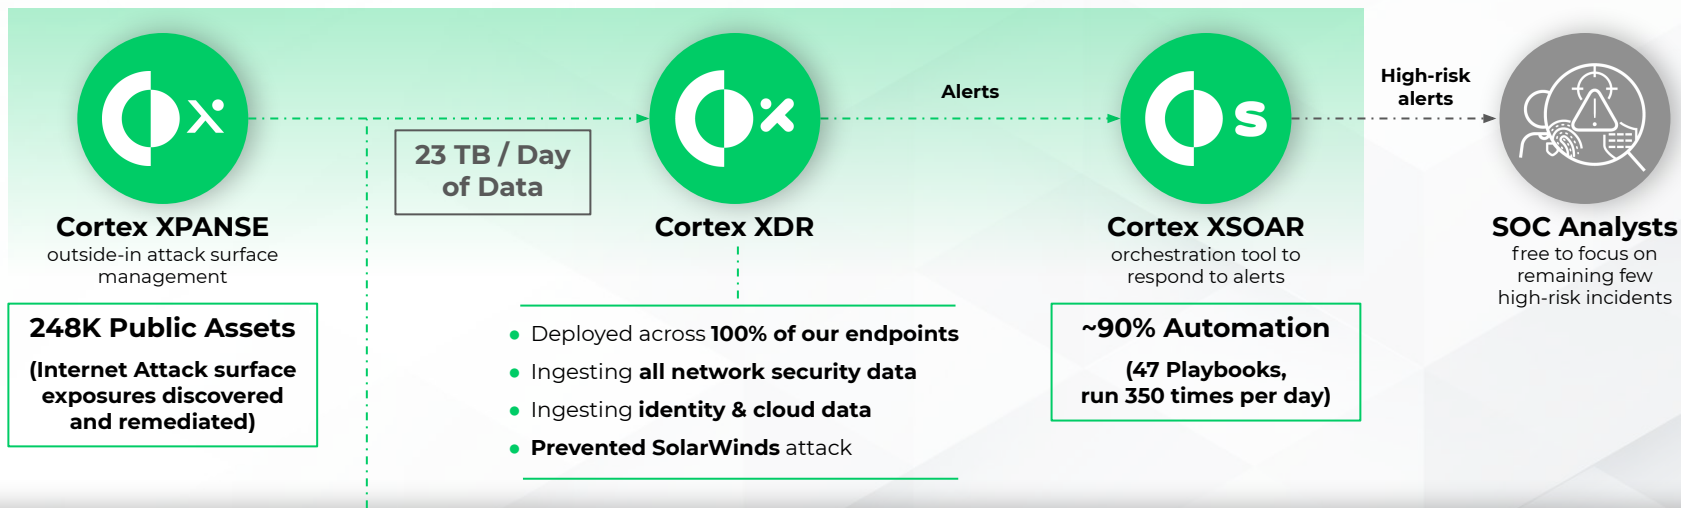 Alerts
High-risk
alerts
23 TB / Day
of Data
S
Cortex XPANSE
outside-in attack surface
management
Cortex XDR
Cortex XSOAR
orchestration tool to
respond to alerts
SOC Analysts
free to focus on
remaining few
high-risk incidents
248K Public Assets
(Internet Attack surface
exposures discovered
and remediated)
Deployed across 100% of our endpoints
Ingesting all network security data
Ingesting identity & cloud data
Prevented SolarWinds attack
~90% Automation
(47 Playbooks,
run 350 times per day)